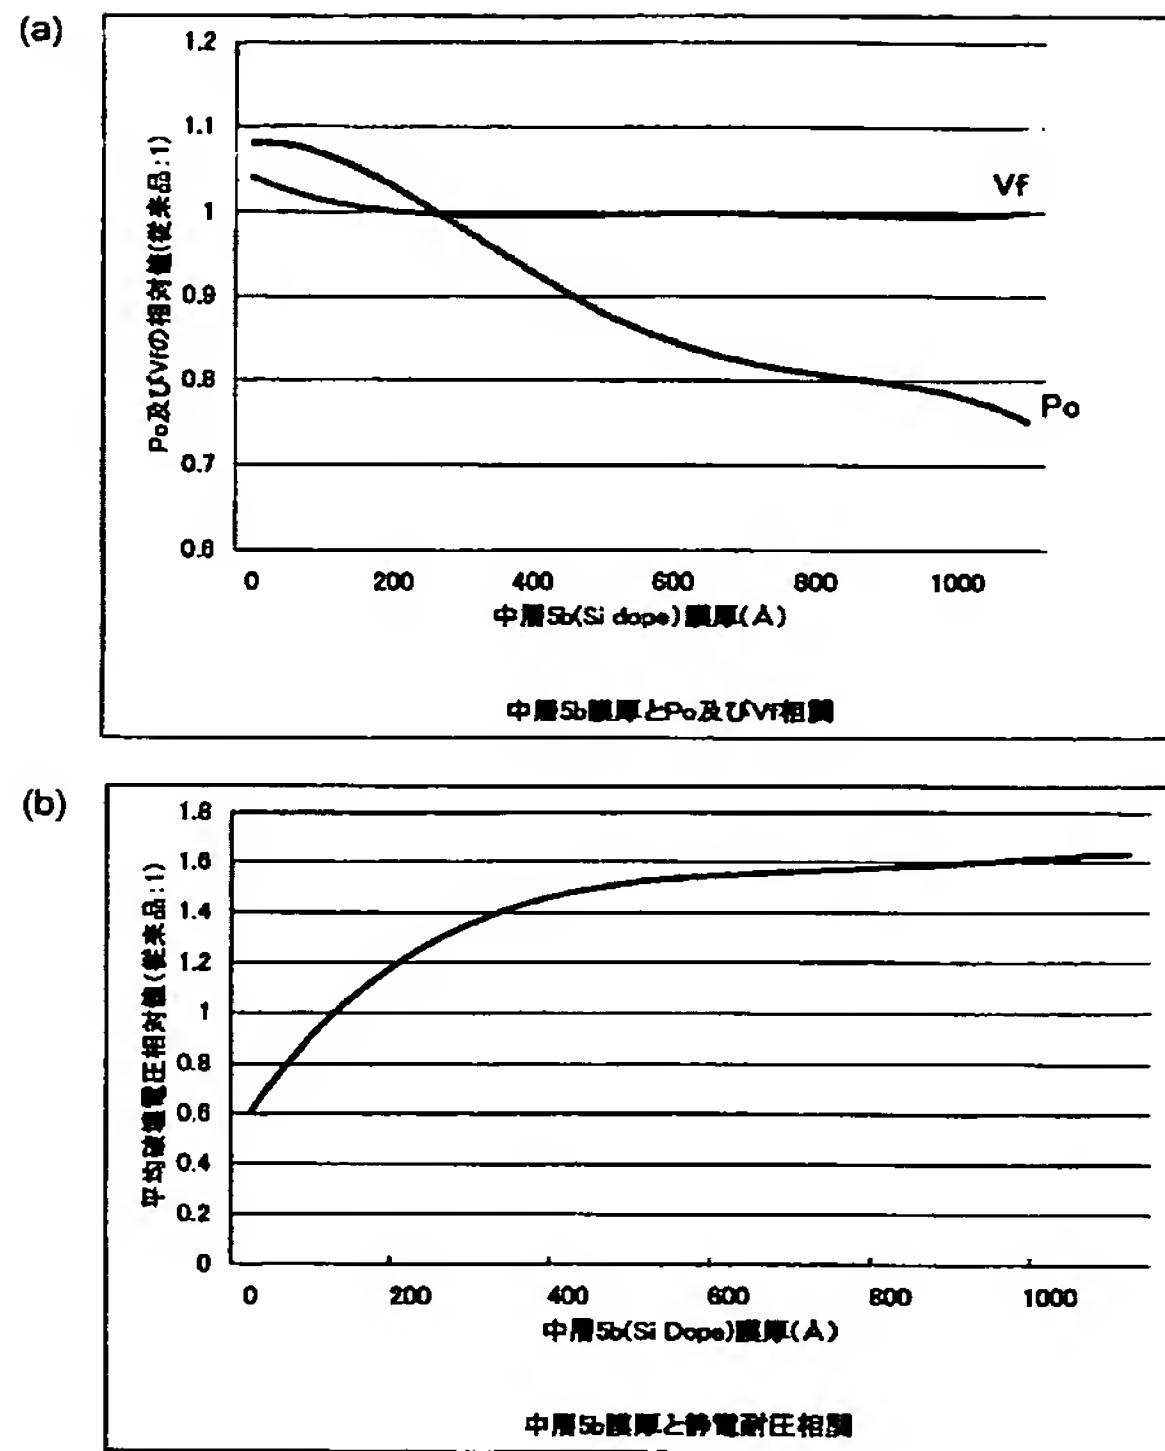 (a)
1.2
1.1
1
0.9
0.8
0.7
0.6
Po及びVfの相対値(従来品:1)
Vf
Po
0 200 400 600 800 1000
中層5b(Si dope)膜厚(Å)
中層5b膜厚とPo及びVf相関
(b)
1.8
1.6
1.4
1.2
1
0.8
0.6
0.4
0.2
0
平均破壊電圧相対値(従来品:1)
0 200 400 600 800 1000
中層5b(Si Dope)膜厚(Å)
中層5b膜厚と静電耐圧相関